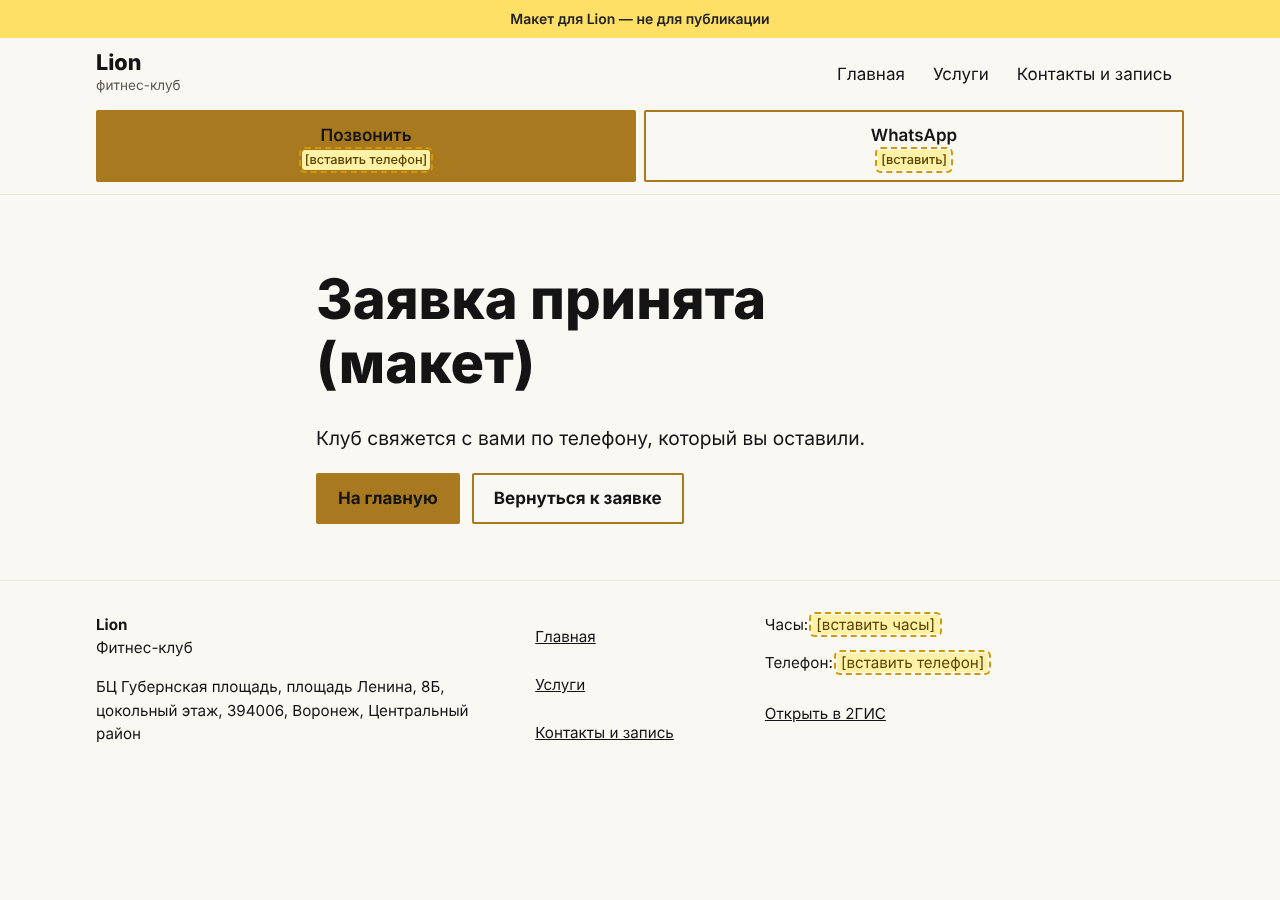 Макет для Lion — не для публикации
Lion
фитнес-клуб
Главная
Услуги
Контакты и запись
Позвонить
[вставить телефон]
WhatsApp
[вставить]
Заявка принята
(макет)
Клуб свяжется с вами по телефону, который вы оставили.
На главную
Вернуться к заявке
Lion
Фитнес-клуб
БЦ Губернская площадь, площадь Ленина, 8Б,
цокольный этаж, 394006, Воронеж, Центральный
район
Главная
Услуги
Контакты и запись
Часы: [вставить часы]
Телефон: [вставить телефон]
Открыть в 2ГИС